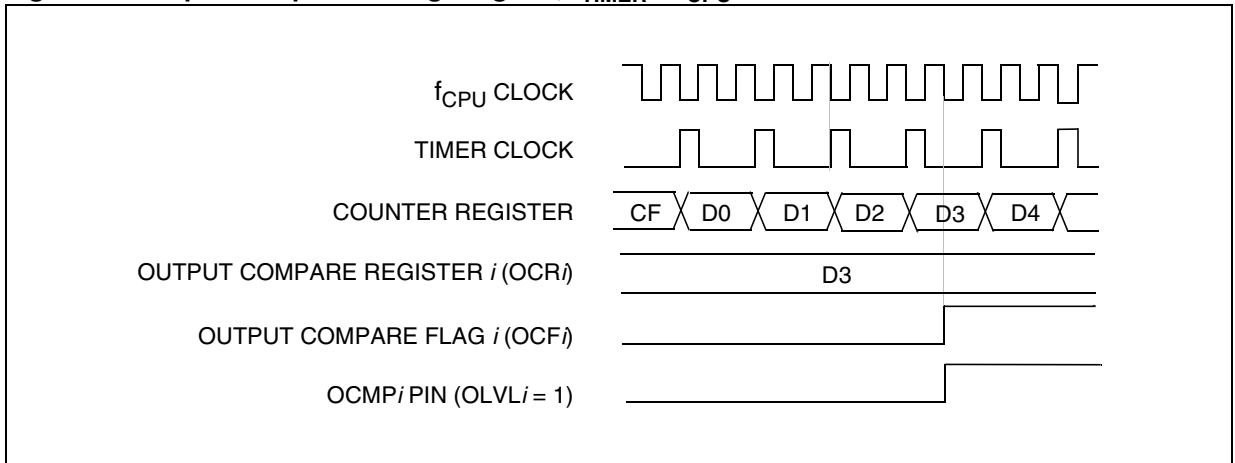 fCPU CLOCK
TIMER CLOCK
COUNTER REGISTER CF D0 D1 D2 D3 D4
OUTPUT COMPARE REGISTER i (OCRi) D3
OUTPUT COMPARE FLAG i (OCFi)
OCMPi PIN (OLVLi = 1)